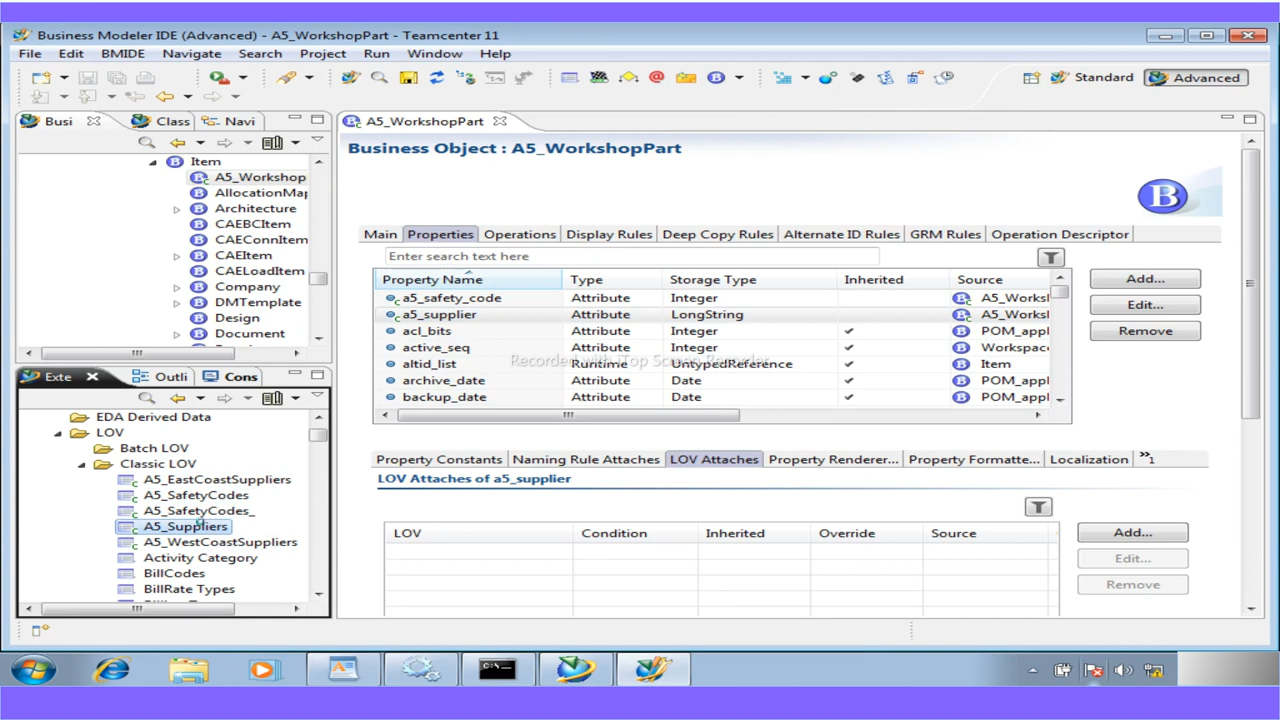 Business Modeler IDE (Advanced) - A5_WorkshopPart - Teamcenter 11
File Edit BMIDE Navigate Search Project Run Window Help
Standard Advanced
Busi Class Navi
Item
A5_Workshop
AllocationMap
Architecture
CAEBCItem
CAEConnItem
CAEItem
CAELoadItem
Company
DMTemplate
Design
Document
A5_WorkshopPart
Business Object : A5_WorkshopPart
Main Properties Operations Display Rules Deep Copy Rules Alternate ID Rules GRM Rules Operation Descriptor
Enter search text here
Property Name Type Storage Type Inherited Source
a5_safety_code Attribute Integer A5_Worksl
a5_supplier Attribute LongString A5_Worksl
acl_bits Attribute Integer POM_appl
active_seq Attribute Integer Workspace
altid_list Runtime UntypedReference Item
archive_date Attribute Date POM_appl
backup_date Attribute Date POM_appl
Add...
Edit...
Remove
Recorded with iTop Screen Recorder
Exte Outli Cons
EDA Derived Data
LOV
Batch LOV
Classic LOV
A5_EastCoastSuppliers
A5_SafetyCodes
A5_SafetyCodes_
A5_Suppliers
A5_WestCoastSuppliers
Activity Category
BillCodes
BillRate Types
Property Constants Naming Rule Attaches LOV Attaches Property Renderer... Property Formatte... Localization »1
LOV Attaches of a5_supplier
LOV Condition Inherited Override Source
Add...
Edit...
Remove